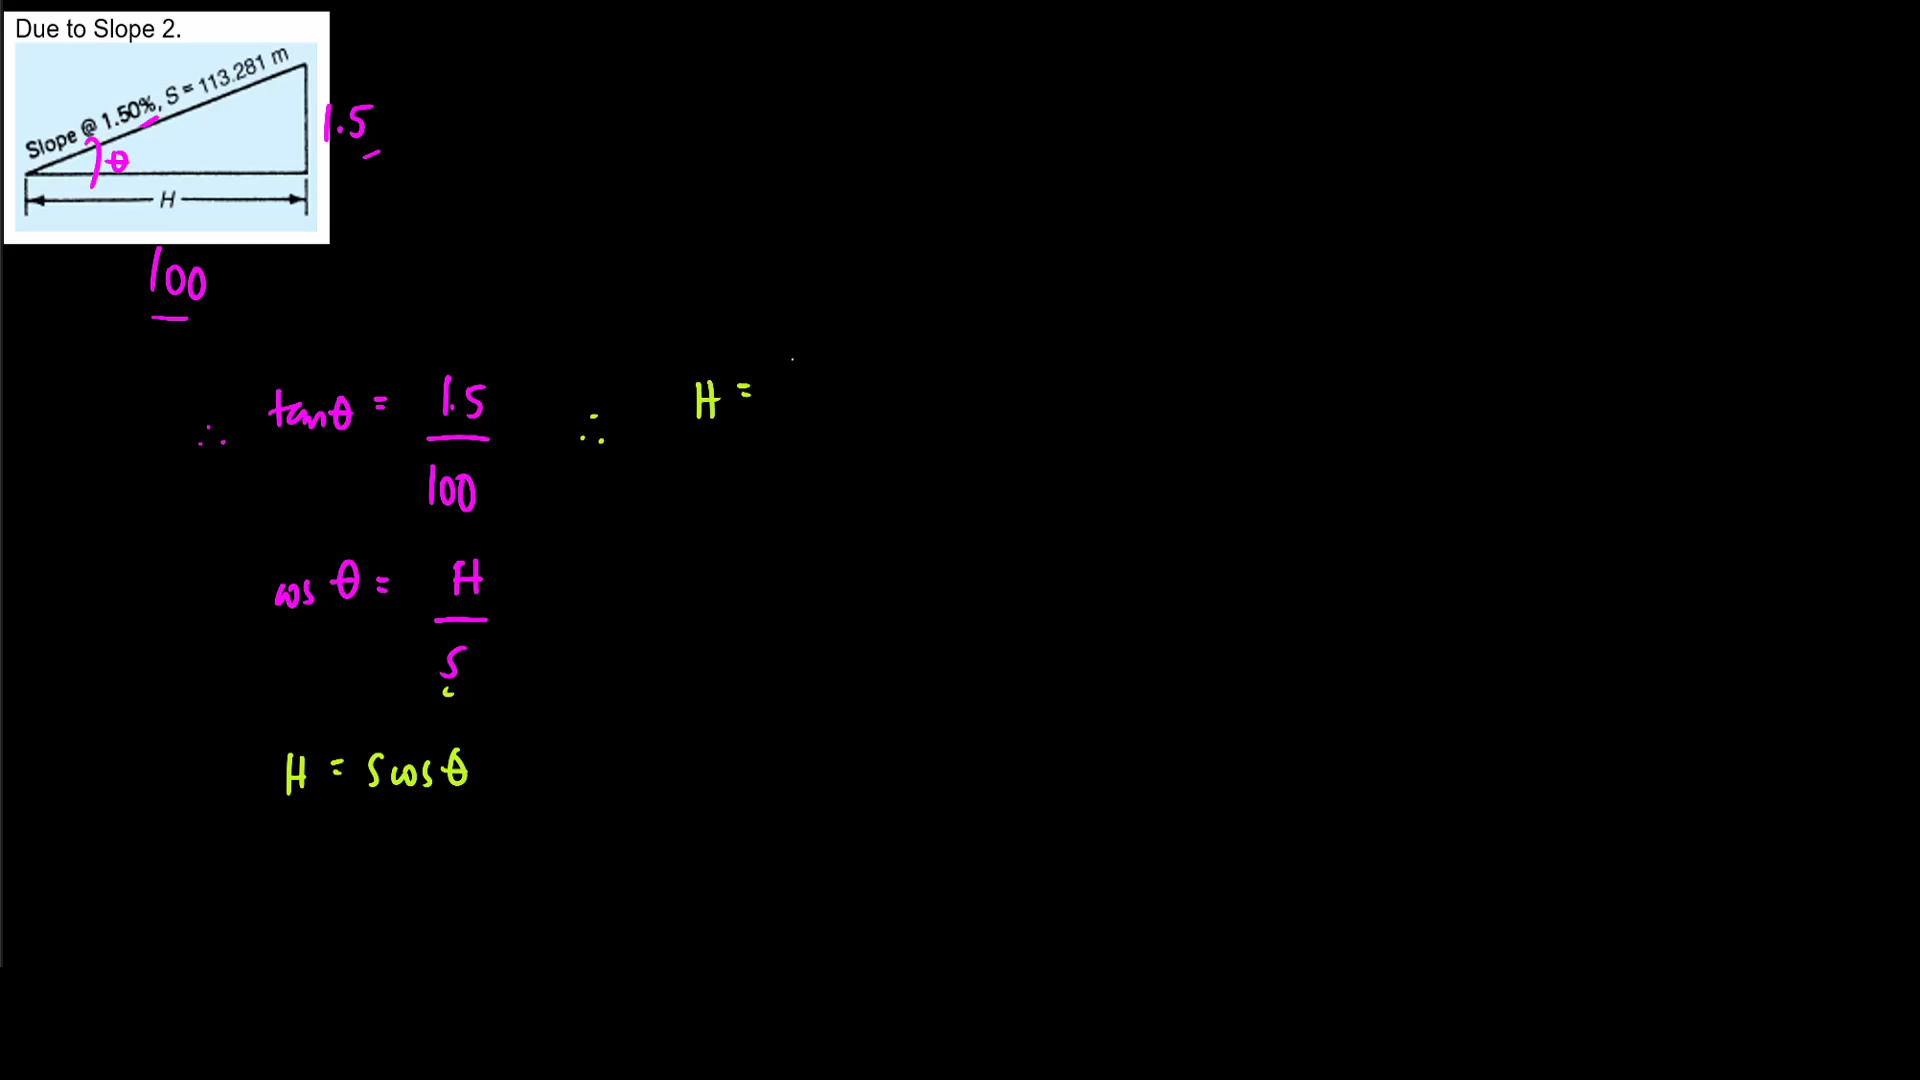 Due to Slope 2.
Slope @ 1.50%, S = 113.281 m
1.5
θ
H
100
∴ tanθ = 1.5 / 100 ∴ H =
cos θ = H / S
H = S cos θ